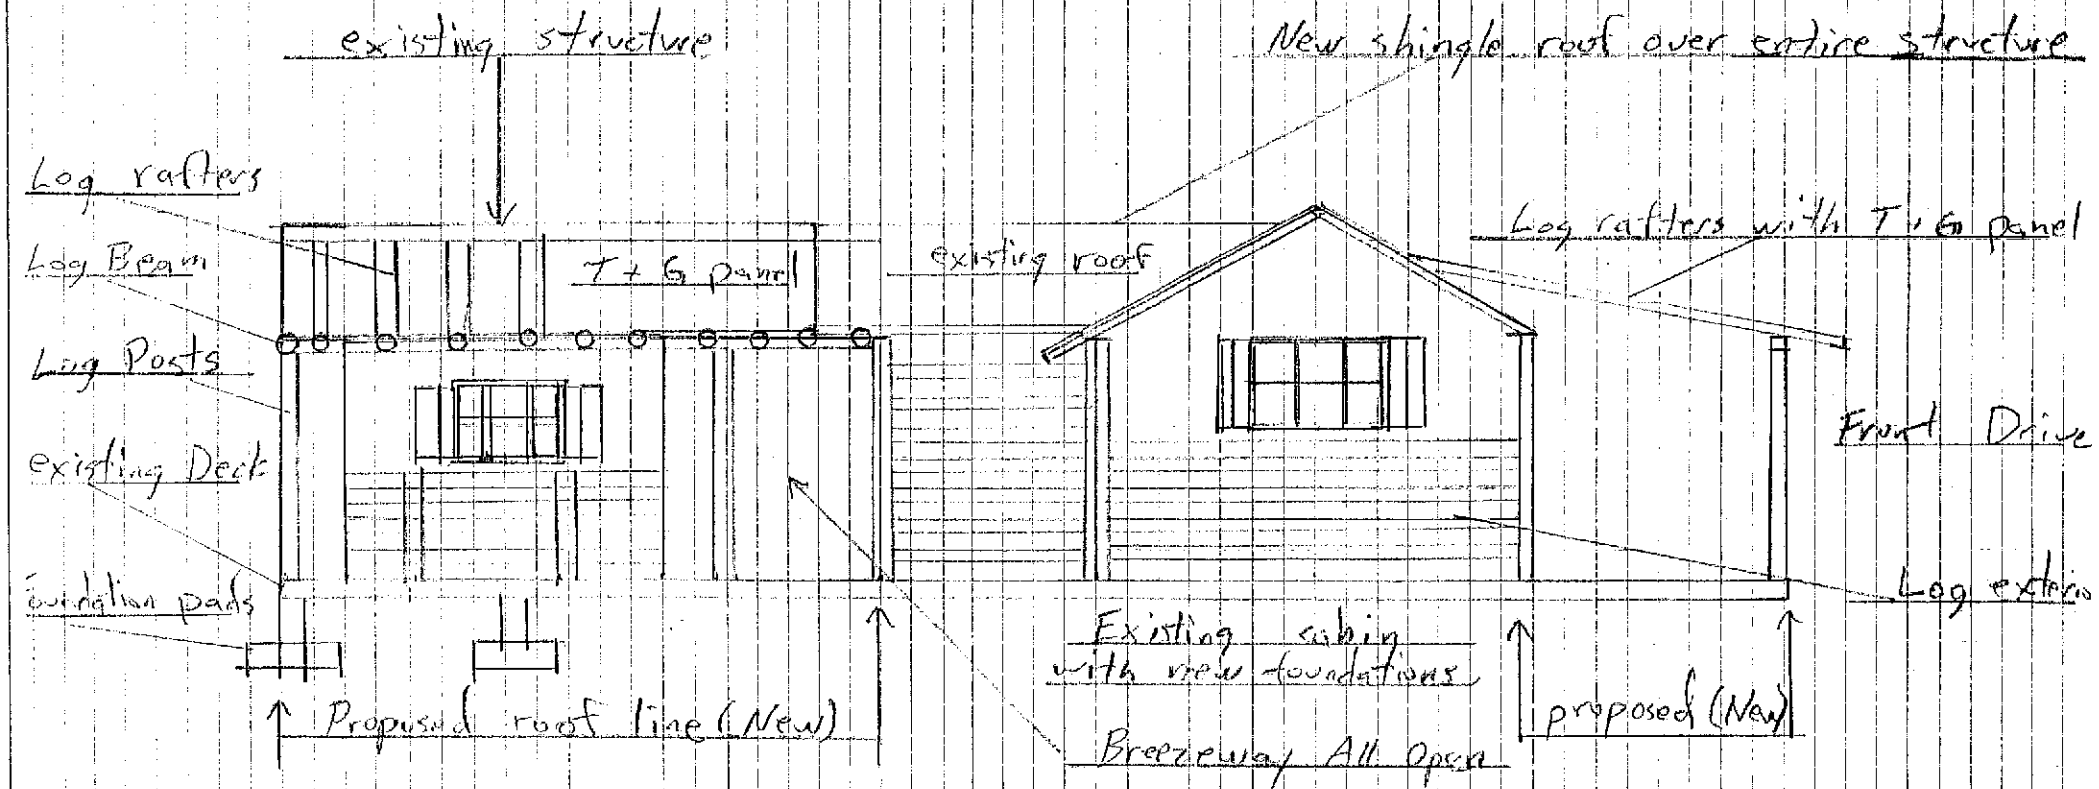 existing structure
New shingle roof over entire structure
Log rafters
Log Beam
Log Posts
existing Deck
Foundation pads
T + G panel
existing roof
Log rafters with T + G panel
Front Drive
Log exterio
Existing cabin
with new foundations
Proposed roof line (New)
proposed (New)
Breezeway All Open